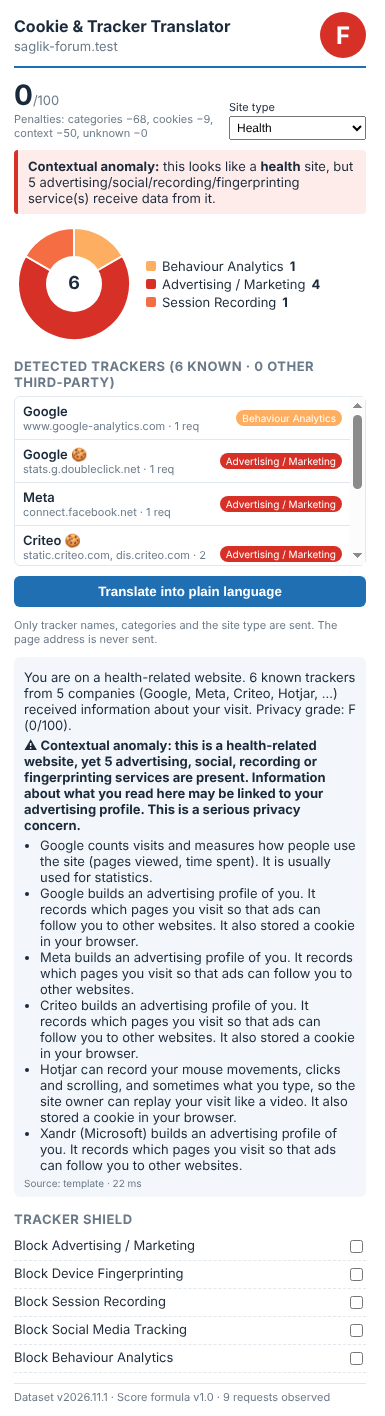 Cookie & Tracker Translator
saglik-forum.test
F
0/100
Penalties: categories −68, cookies −9,
context −50, unknown −0
Site type
Health
Contextual anomaly: this looks like a health site, but
5 advertising/social/recording/fingerprinting
service(s) receive data from it.
6
Behaviour Analytics 1
Advertising / Marketing 4
Session Recording 1
DETECTED TRACKERS (6 KNOWN · 0 OTHER
THIRD-PARTY)
Google
www.google-analytics.com · 1 req
Behaviour Analytics
Google 🍪
stats.g.doubleclick.net · 1 req
Advertising / Marketing
Meta
connect.facebook.net · 1 req
Advertising / Marketing
Criteo 🍪
static.criteo.com, dis.criteo.com · 2
Advertising / Marketing
Translate into plain language
Only tracker names, categories and the site type are sent. The
page address is never sent.
You are on a health-related website. 6 known trackers
from 5 companies (Google, Meta, Criteo, Hotjar, ...)
received information about your visit. Privacy grade: F
(0/100).
⚠ Contextual anomaly: this is a health-related
website, yet 5 advertising, social, recording or
fingerprinting services are present. Information
about what you read here may be linked to your
advertising profile. This is a serious privacy
concern.
• Google counts visits and measures how people use
the site (pages viewed, time spent). It is usually
used for statistics.
• Google builds an advertising profile of you. It
records which pages you visit so that ads can
follow you to other websites. It also stored a cookie
in your browser.
• Meta builds an advertising profile of you. It records
which pages you visit so that ads can follow you to
other websites.
• Criteo builds an advertising profile of you. It
records which pages you visit so that ads can
follow you to other websites. It also stored a cookie
in your browser.
• Hotjar can record your mouse movements, clicks
and scrolling, and sometimes what you type, so the
site owner can replay your visit like a video. It also
stored a cookie in your browser.
• Xandr (Microsoft) builds an advertising profile of
you. It records which pages you visit so that ads
can follow you to other websites.
Source: template · 22 ms
TRACKER SHIELD
Block Advertising / Marketing
Block Device Fingerprinting
Block Session Recording
Block Social Media Tracking
Block Behaviour Analytics
Dataset v2026.11.1 · Score formula v1.0 · 9 requests observed